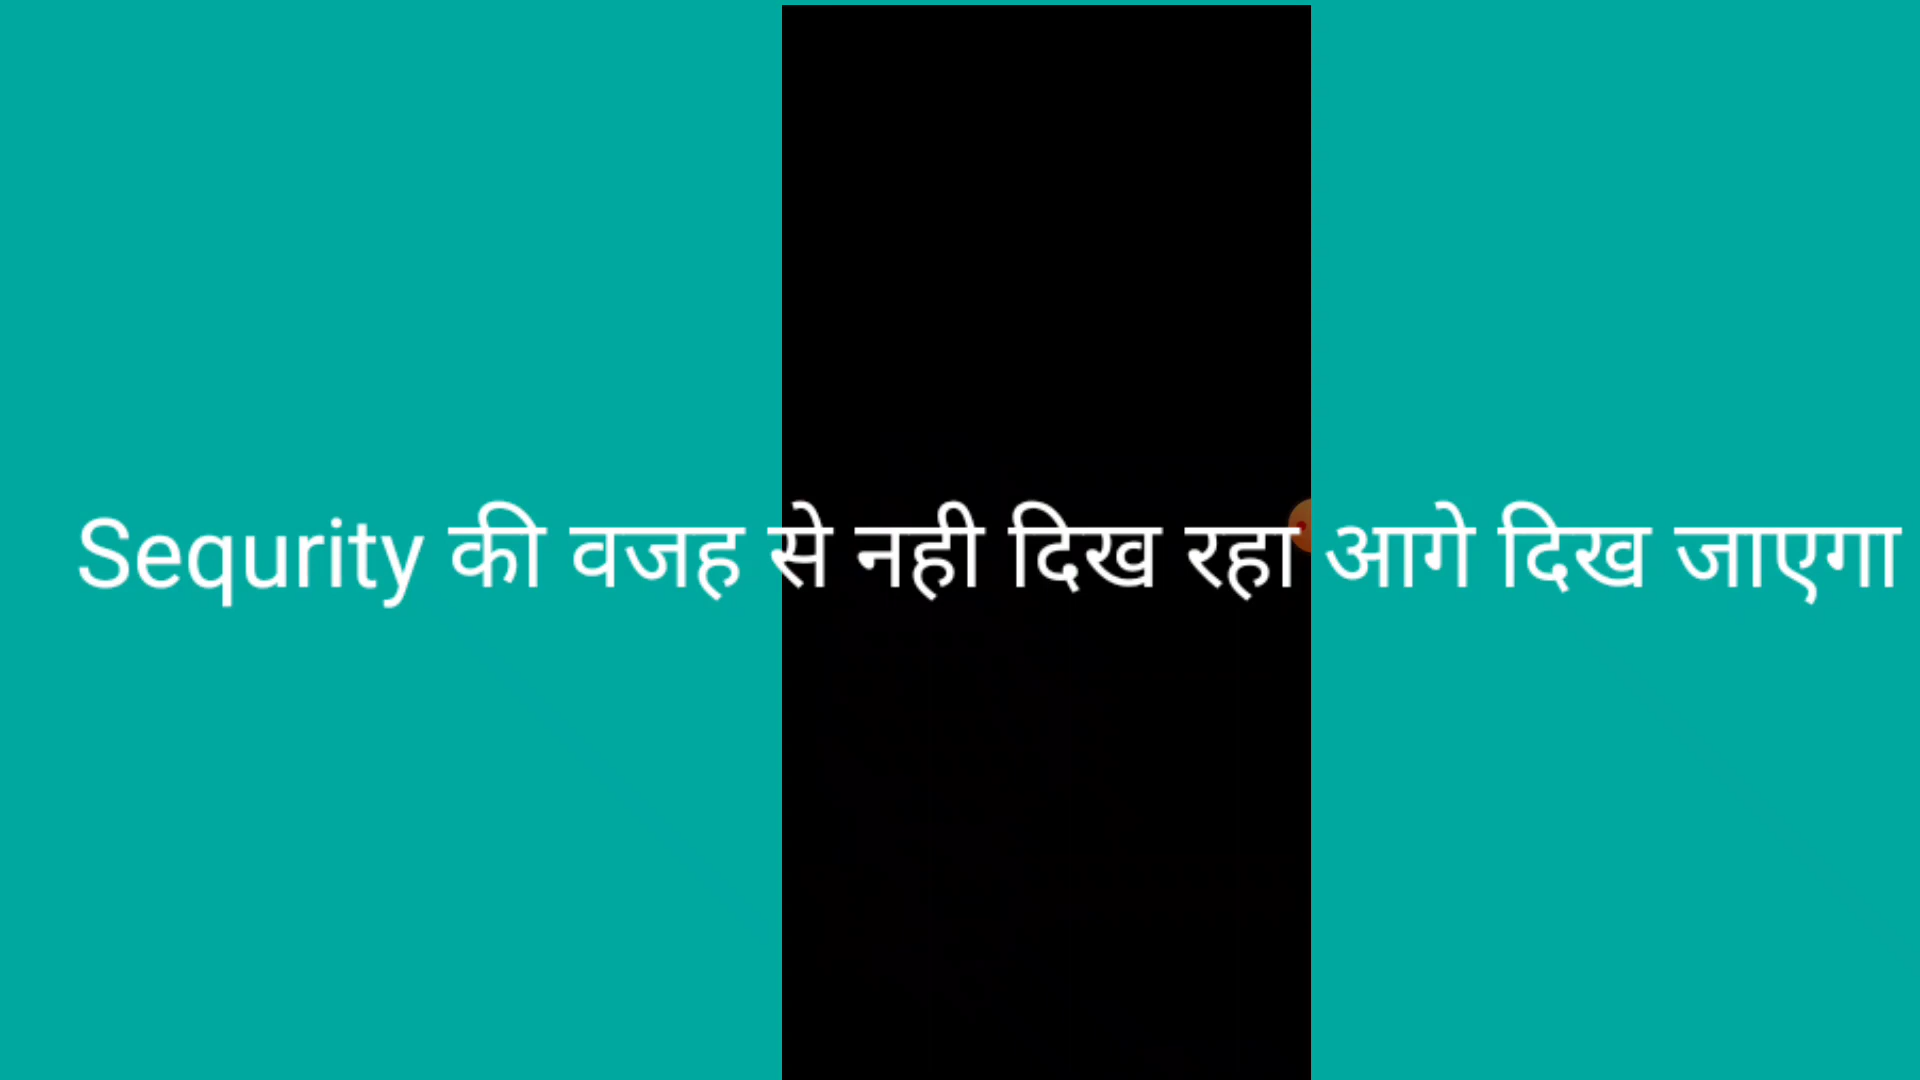 Sequrity की वजह से नही दिख रहा आगे दिख जाएगा